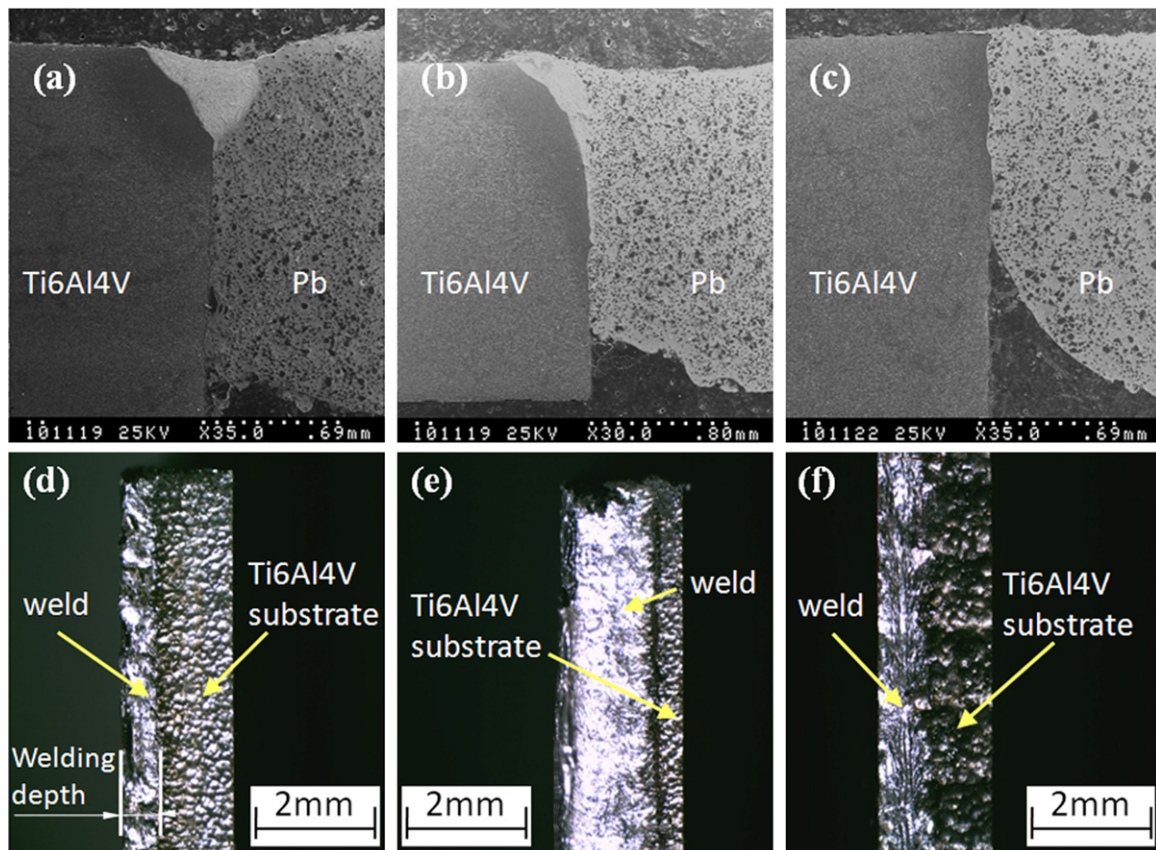 (a)
Ti6Al4V
Pb
101119 25KV X35.0 .69mm
(b)
Ti6Al4V
Pb
101119 25KV X30.0 .80mm
(c)
Ti6Al4V
Pb
101122 25KV X35.0 .69mm
(d)
weld
Ti6Al4V
substrate
Welding
depth
2mm
(e)
weld
Ti6Al4V
substrate
2mm
(f)
weld
Ti6Al4V
substrate
2mm